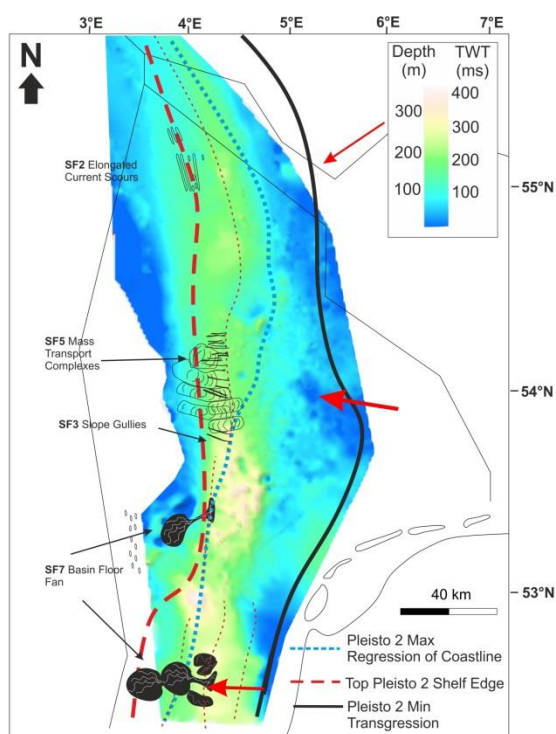 3°E 4°E 5°E 6°E 7°E
N
Depth TWT
(m) (ms)
400
300 300
200 200
100 100
SF2 Elongated
Current Scours
55°N
SF5 Mass
Transport
Complexes
54°N
SF3 Slope Gullies
SF7 Basin Floor
Fan
53°N
40 km
Pleisto 2 Max
Regression of Coastline
Top Pleisto 2 Shelf Edge
Pleisto 2 Min
Transgression